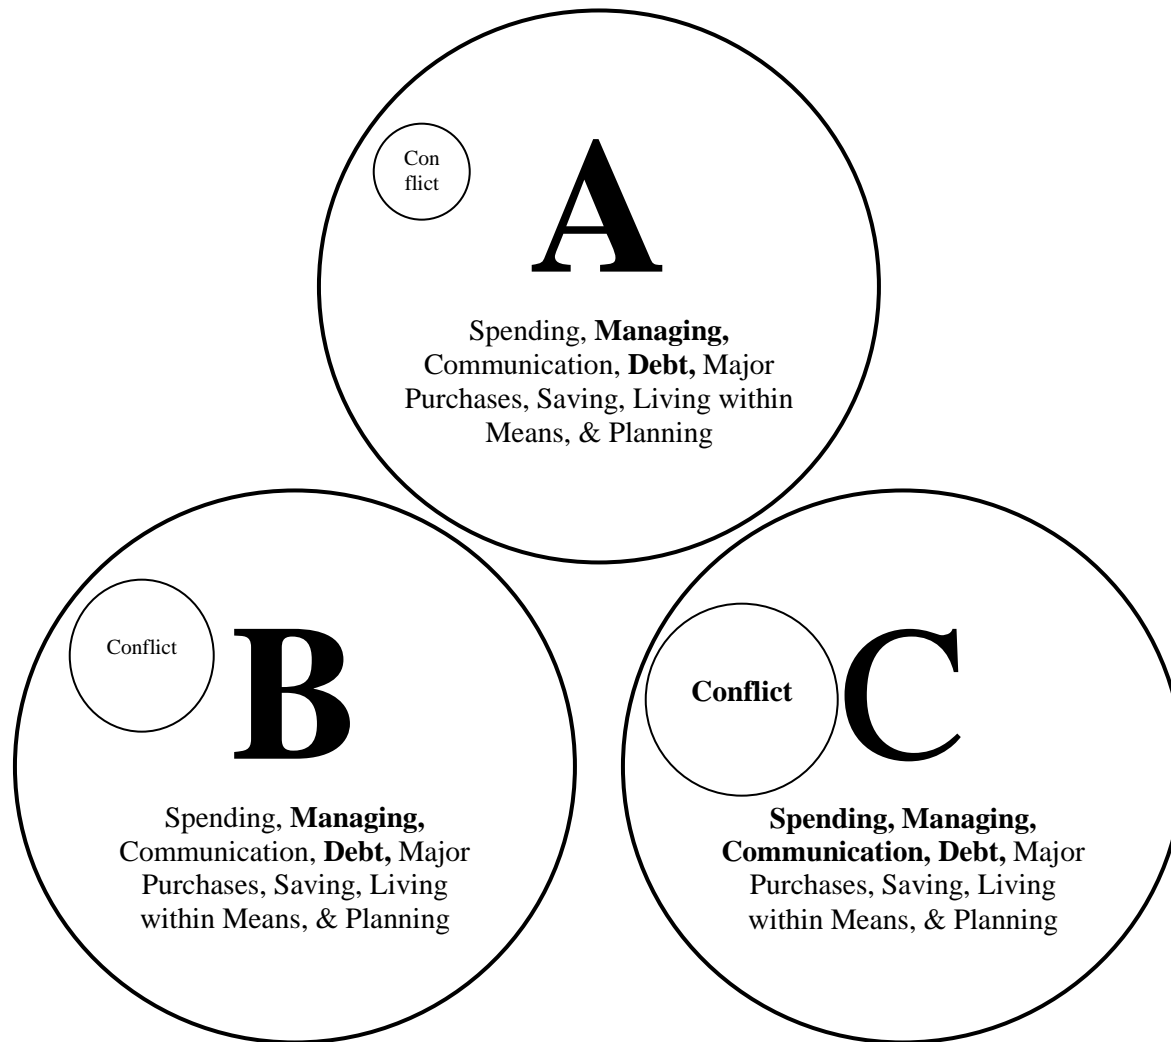 Con
flict
A
Spending, Managing,
Communication, Debt, Major
Purchases, Saving, Living within
Means, & Planning
Conflict
B
Spending, Managing,
Communication, Debt, Major
Purchases, Saving, Living
within Means, & Planning
Conflict
C
Spending, Managing,
Communication, Debt, Major
Purchases, Saving, Living
within Means, & Planning